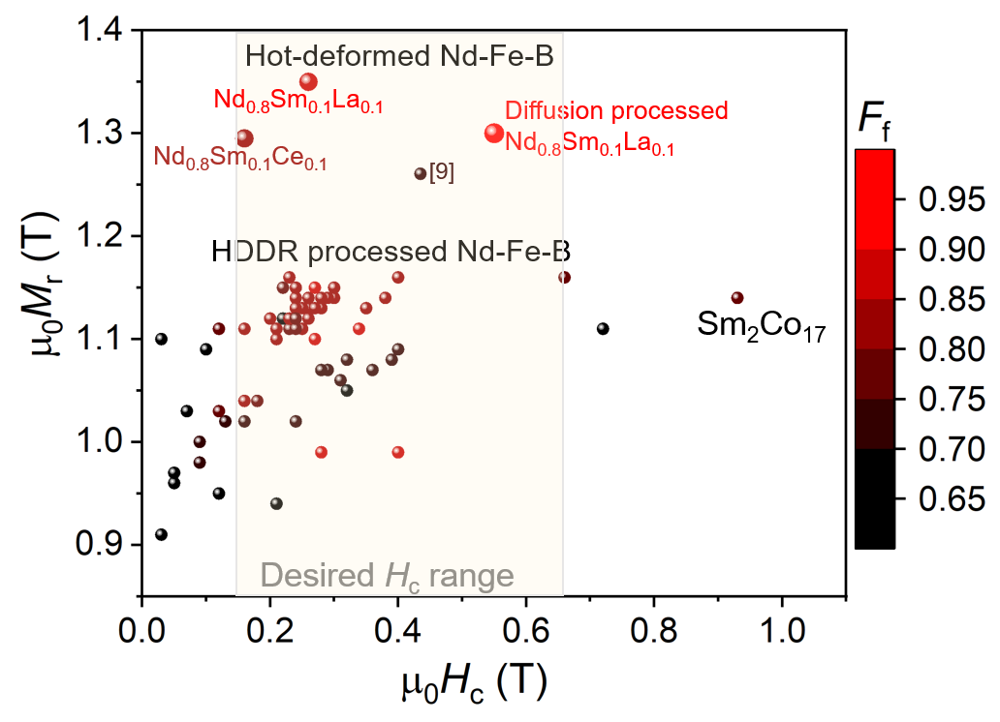 1.4
Hot-deformed Nd-Fe-B
Nd0.8Sm0.1La0.1
Diffusion processed
Nd0.8Sm0.1La0.1
1.3
Nd0.8Sm0.1Ce0.1
[9]
Ff
0.95
0.90
0.85
0.80
0.75
0.70
0.65
1.2
HDDR processed Nd-Fe-B
μ0Mr (T)
1.1
Sm2Co17
1.0
0.9
Desired Hc range
0.0 0.2 0.4 0.6 0.8 1.0
μ0Hc (T)